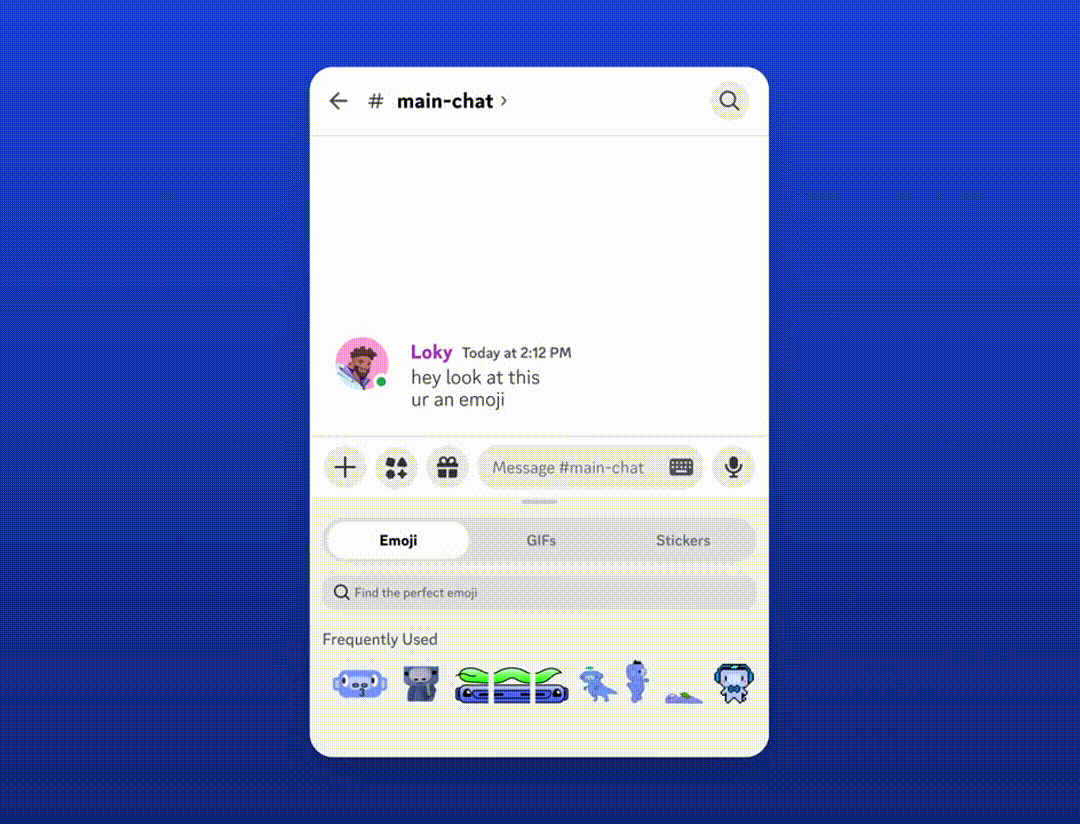 # main-chat ›
Loky Today at 2:12 PM
hey look at this
ur an emoji
Message #main-chat
Emoji GIFs Stickers
Find the perfect emoji
Frequently Used